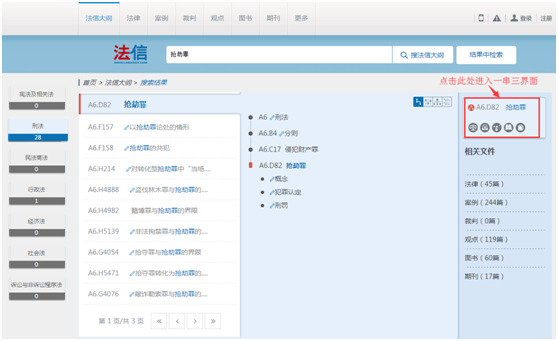 法信大纲 法律 案例 裁判 观点 图书 期刊 更多 登录 注册
法信 抢劫罪 搜法信大纲 结果中检索
首页 > 法信大纲 > 搜索结果
点击此处进入一串三界面
宪法及相关法
0
刑法
28
民法商法
0
行政法
1
经济法
0
社会法
0
诉讼与非诉讼程序法
0
A6.D82 抢劫罪
A6.F157 以抢劫罪论处的情形
A6.F158 抢劫罪的共犯
A6.H214 对转化型抢劫罪中“当场....
A6.H4888 盗伐林木罪与抢劫罪的....
A6.H4982 赌博罪与抢劫罪的界限
A6.H5139 非法拘禁罪与抢劫罪的....
A6.G4054 抢夺罪与抢劫罪的界限
A6.H5471 抢夺罪转化为抢劫罪的....
A6.G4076 敲诈勒索罪与抢劫罪的....
第 1 页/共 3 页 « ‹ › »
A6 刑法
A6.B4 分则
A6.C17 侵犯财产罪
A6.D82 抢劫罪
概念
犯罪认定
刑罚
A6.D82 抢劫罪
相关文件
法律（45篇）
案例（244篇）
裁判（0篇）
观点（119篇）
图书（60篇）
期刊（17篇）